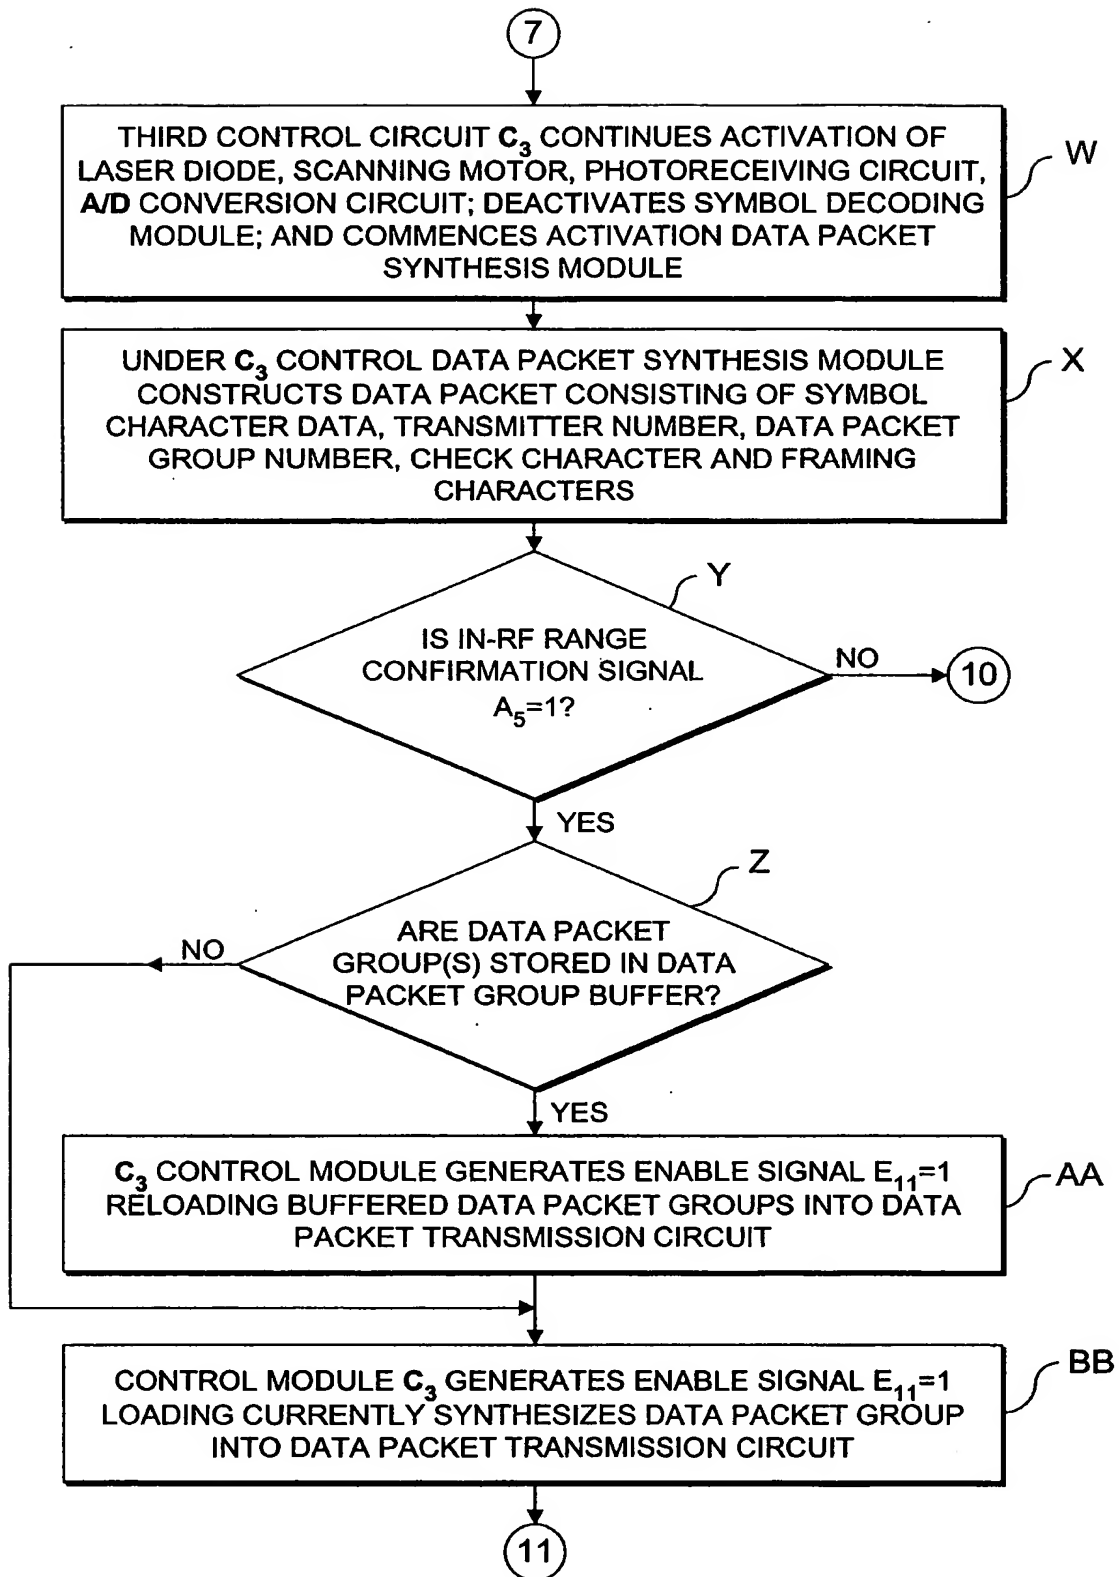 7
THIRD CONTROL CIRCUIT C₃ CONTINUES ACTIVATION OF
LASER DIODE, SCANNING MOTOR, PHOTORECEIVING CIRCUIT,
A/D CONVERSION CIRCUIT; DEACTIVATES SYMBOL DECODING
MODULE; AND COMMENCES ACTIVATION DATA PACKET
SYNTHESIS MODULE
W
UNDER C₃ CONTROL DATA PACKET SYNTHESIS MODULE
CONSTRUCTS DATA PACKET CONSISTING OF SYMBOL
CHARACTER DATA, TRANSMITTER NUMBER, DATA PACKET
GROUP NUMBER, CHECK CHARACTER AND FRAMING
CHARACTERS
X
IS IN-RF RANGE
CONFIRMATION SIGNAL
A₅=1?
Y
NO
10
YES
ARE DATA PACKET
GROUP(S) STORED IN DATA
PACKET GROUP BUFFER?
Z
NO
YES
C₃ CONTROL MODULE GENERATES ENABLE SIGNAL E₁₁=1
RELOADING BUFFERED DATA PACKET GROUPS INTO DATA
PACKET TRANSMISSION CIRCUIT
AA
CONTROL MODULE C₃ GENERATES ENABLE SIGNAL E₁₁=1
LOADING CURRENTLY SYNTHESIZES DATA PACKET GROUP
INTO DATA PACKET TRANSMISSION CIRCUIT
BB
11